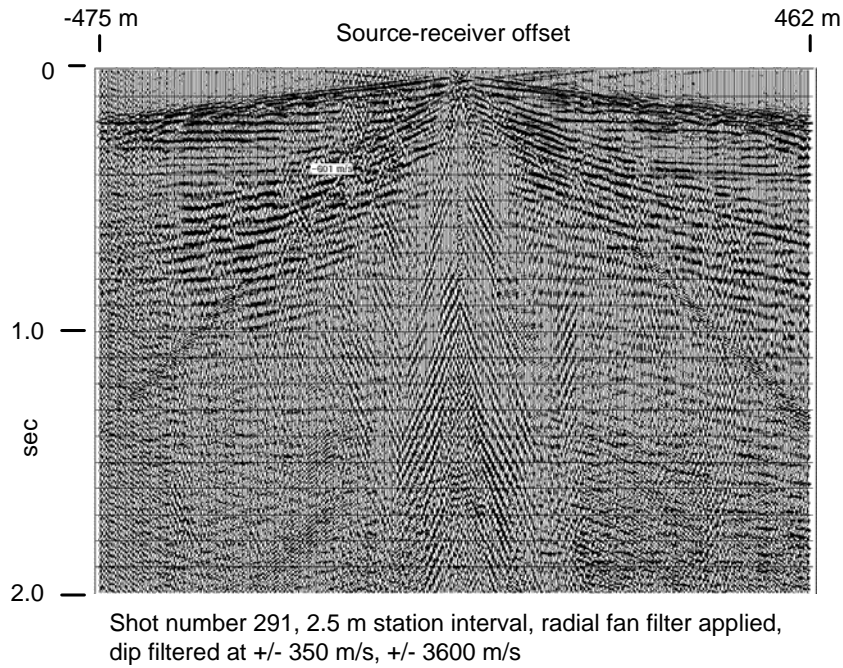 -475 m
462 m
Source-receiver offset
0
-601 m/s
1.0
sec
2.0
Shot number 291, 2.5 m station interval, radial fan filter applied,
dip filtered at +/- 350 m/s, +/- 3600 m/s